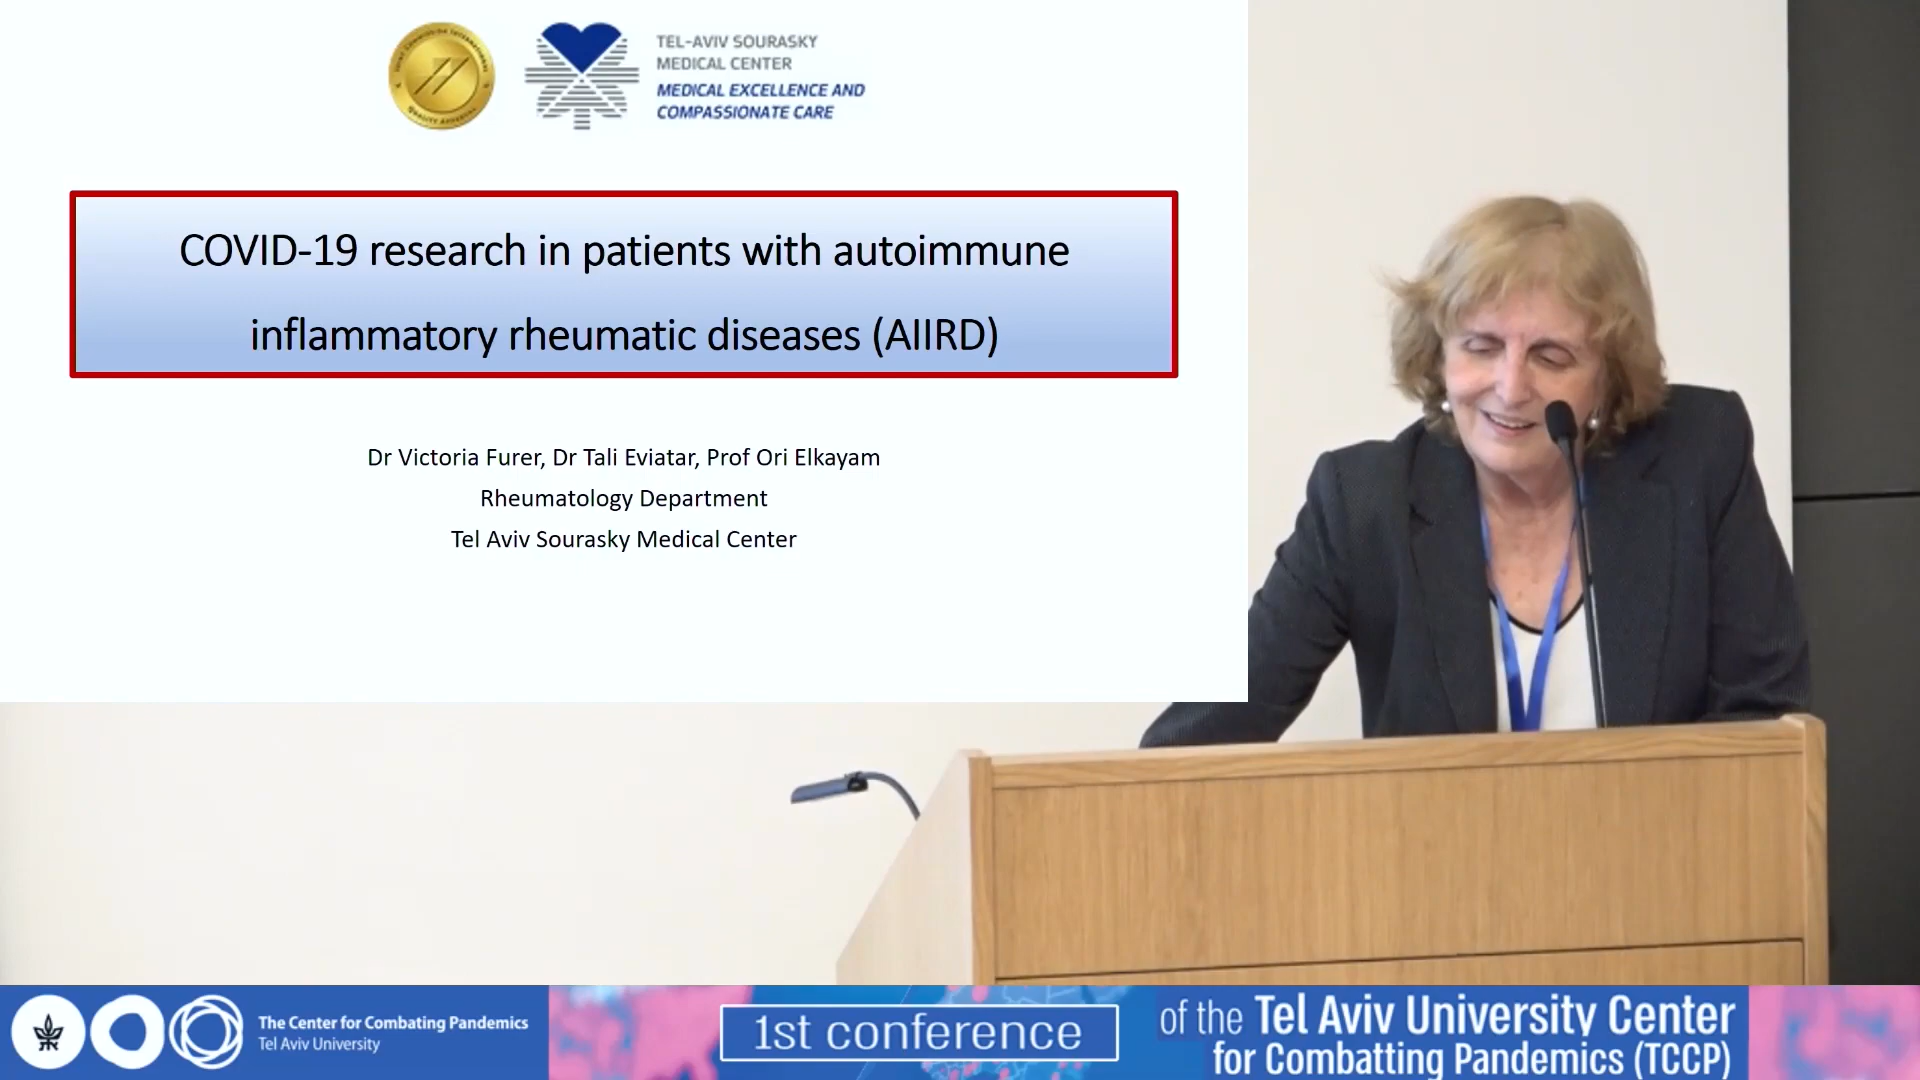 TEL-AVIV SOURASKY
MEDICAL CENTER
MEDICAL EXCELLENCE AND
COMPASSIONATE CARE
COVID-19 research in patients with autoimmune
inflammatory rheumatic diseases (AIIRD)
Dr Victoria Furer, Dr Tali Eviatar, Prof Ori Elkayam
Rheumatology Department
Tel Aviv Sourasky Medical Center
The Center for Combating Pandemics
Tel Aviv University
1st conference
of the Tel Aviv University Center
for Combatting Pandemics (TCCP)